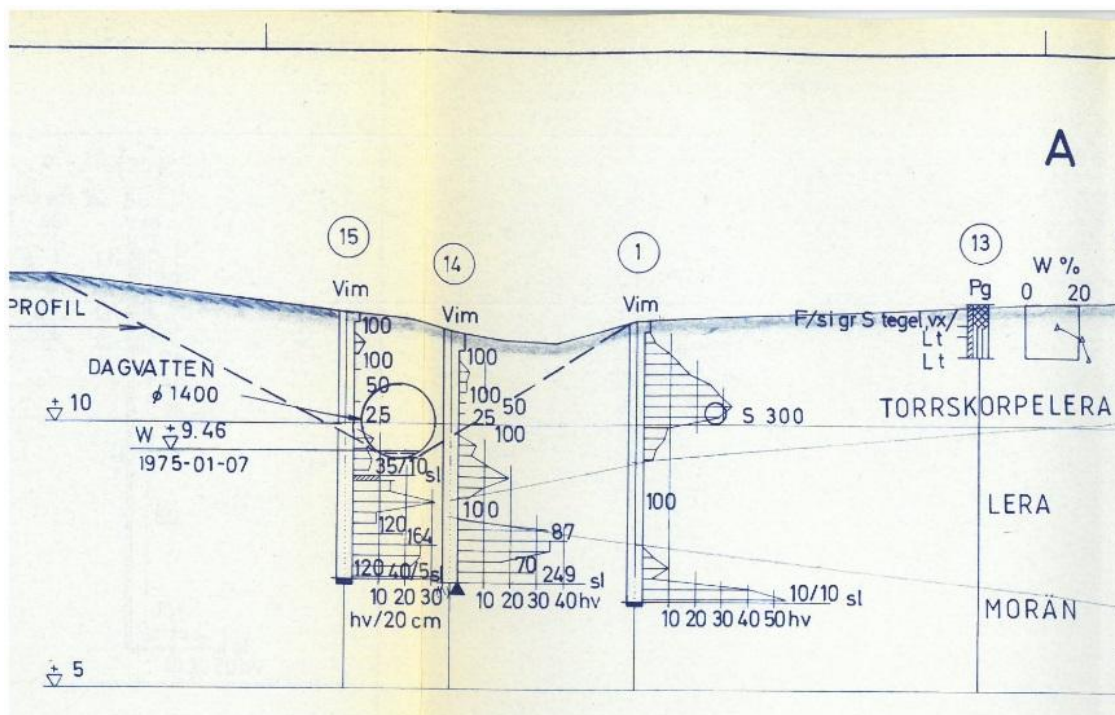 A
15
14
1
13
Vim
Vim
Vim
Pg
W %
0 20
PROFIL
F/si gr S tegel, vx/
Lt
Lt
DAGVATTEN
ϕ 1400
+ 10
W + 9.46
1975-01-07
100
100
50
25
35/10 sl
120
164
120 40/5 sl
10 20 30
hv/20 cm
100
100
50
25
100
100
87
70
249 sl
10 20 30 40 hv
S 300
100
10/10 sl
10 20 30 40 50 hv
TORRSKORPELERA
LERA
MORÄN
+ 5